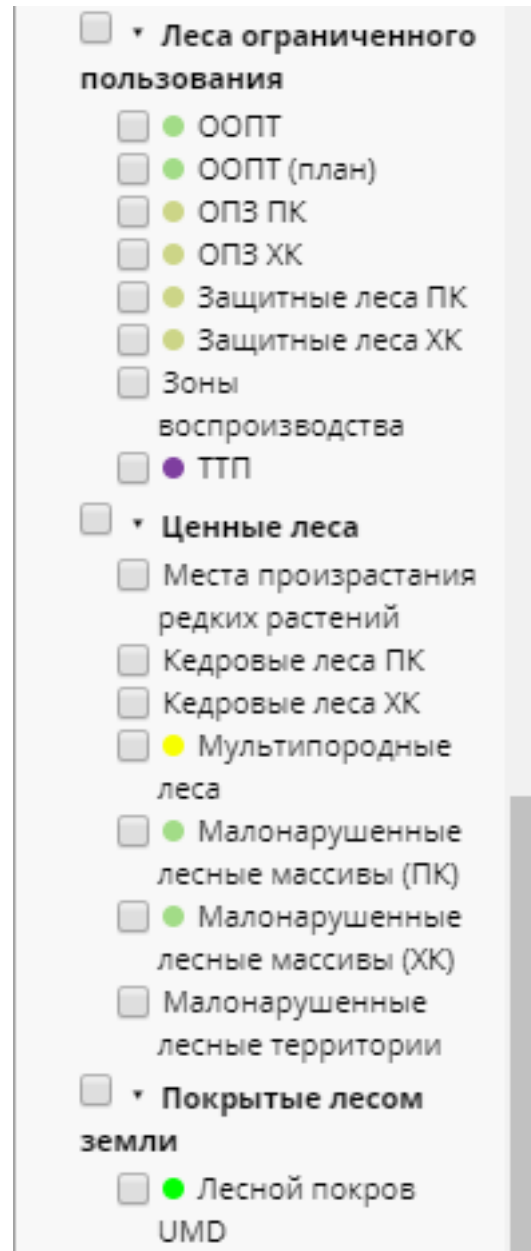 Леса ограниченного
пользования
ООПТ
ООПТ (план)
ОПЗ ПК
ОПЗ ХК
Защитные леса ПК
Защитные леса ХК
Зоны
воспроизводства
ТТП
Ценные леса
Места произрастания
редких растений
Кедровые леса ПК
Кедровые леса ХК
Мультипородные
леса
Малонарушенные
лесные массивы (ПК)
Малонарушенные
лесные массивы (ХК)
Малонарушенные
лесные территории
Покрытые лесом
земли
Лесной покров
UMD